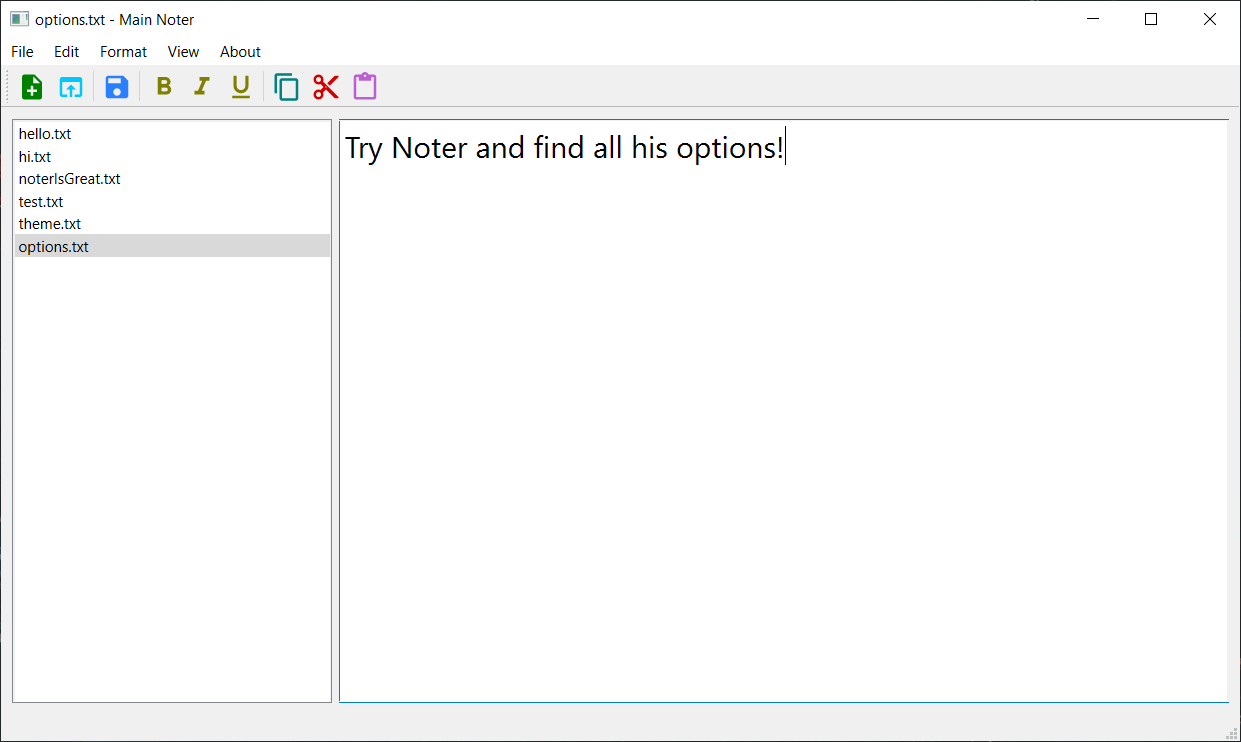 options.txt - Main Noter
File Edit Format View About
B I U
hello.txt
hi.txt
noterIsGreat.txt
test.txt
theme.txt
options.txt
Try Noter and find all his options!